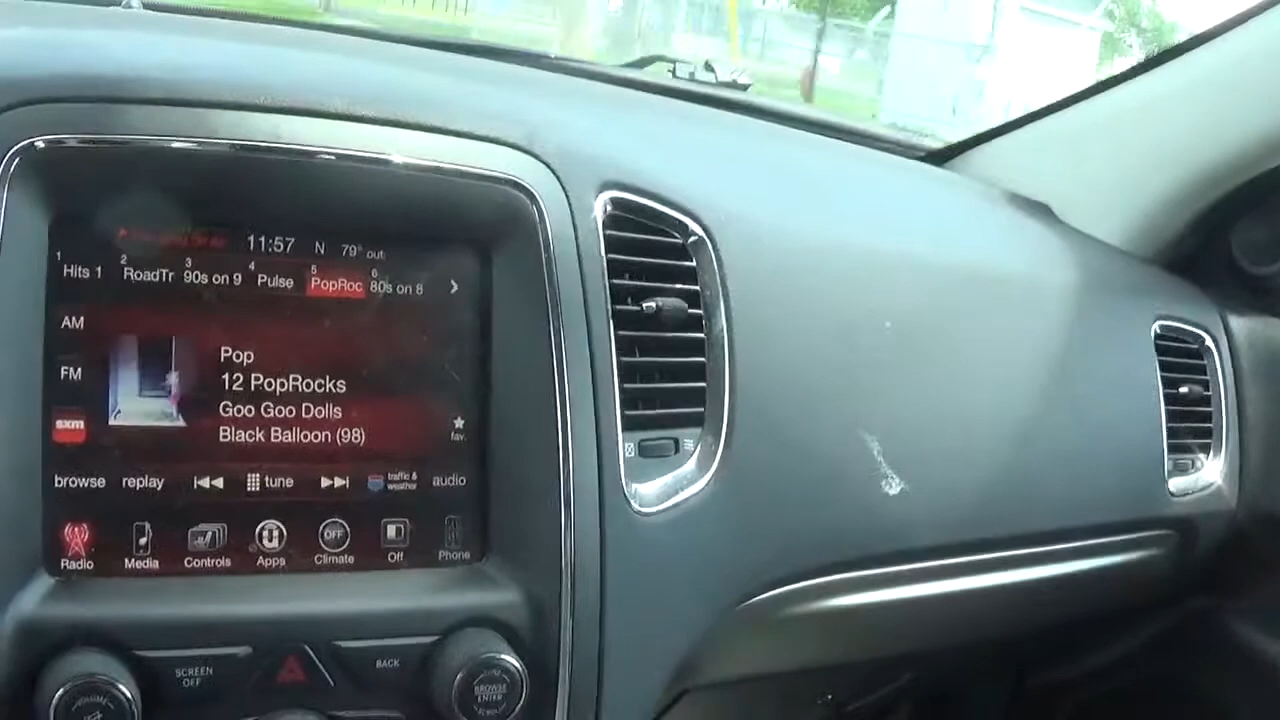 11:57 N 79° out
1 2 3 4 5 6
Hits 1 RoadTr 90s on 9 Pulse PopRoc 80s on 8
AM
FM
sxm
Pop
12 PopRocks
Goo Goo Dolls
Black Balloon (98)
fav.
browse replay tune traffic & weather audio
OFF
Radio Media Controls Apps Climate Off Phone
SCREEN OFF
BACK
VOLUME
BROWSE
ENTER
SCROLL